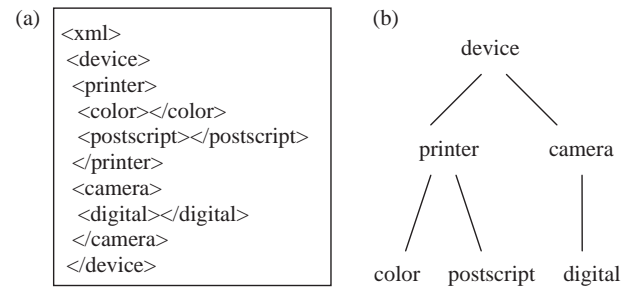 (a)
<xml>
<device>
<printer>
<color></color>
<postscript></postscript>
</printer>
<camera>
<digital></digital>
</camera>
</device>
(b)
device
printer camera
color postscript digital